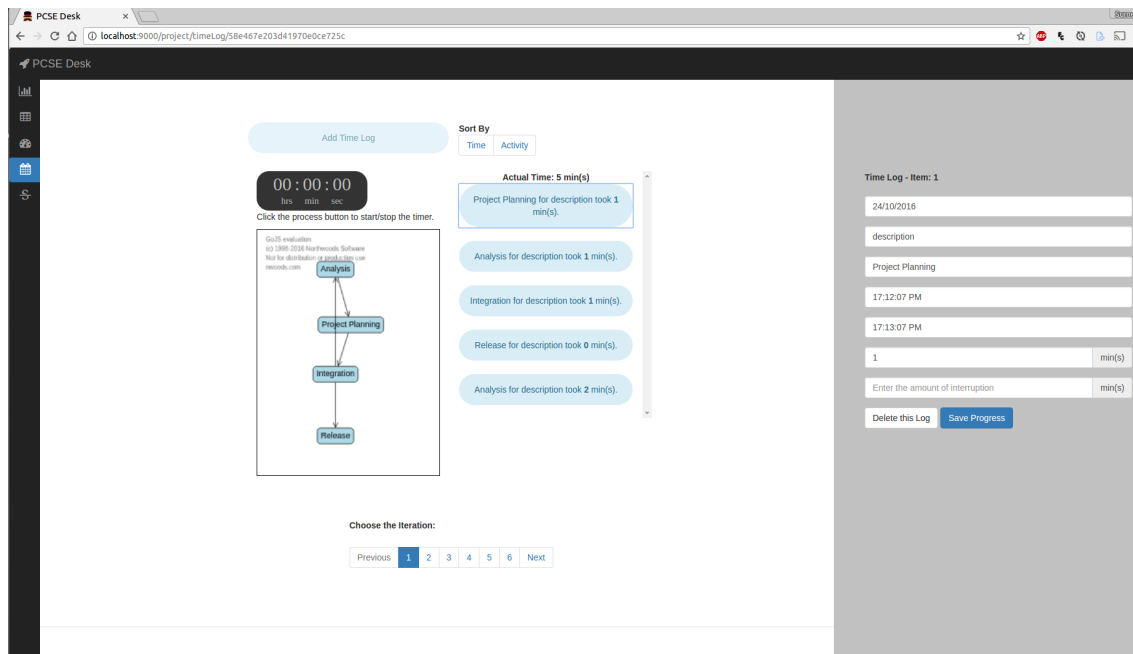 PCSE Desk
localhost:9000/project/timeLog/58e467e203d41970e0ce725c
PCSE Desk
Add Time Log
Sort By
Time Activity
00:00:00
hrs min sec
Click the process button to start/stop the timer.
GoJS evaluation
(c) 1998-2016 Northwoods Software
Not for distribution or production use
nwoods.com
Analysis
Project Planning
Integration
Release
Actual Time: 5 min(s)
Project Planning for description took 1
min(s).
Analysis for description took 1 min(s).
Integration for description took 1 min(s).
Release for description took 0 min(s).
Analysis for description took 2 min(s).
Choose the Iteration:
Previous 1 2 3 4 5 6 Next
Time Log - Item: 1
24/10/2016
description
Project Planning
17:12:07 PM
17:13:07 PM
1 min(s)
Enter the amount of interruption min(s)
Delete this Log Save Progress